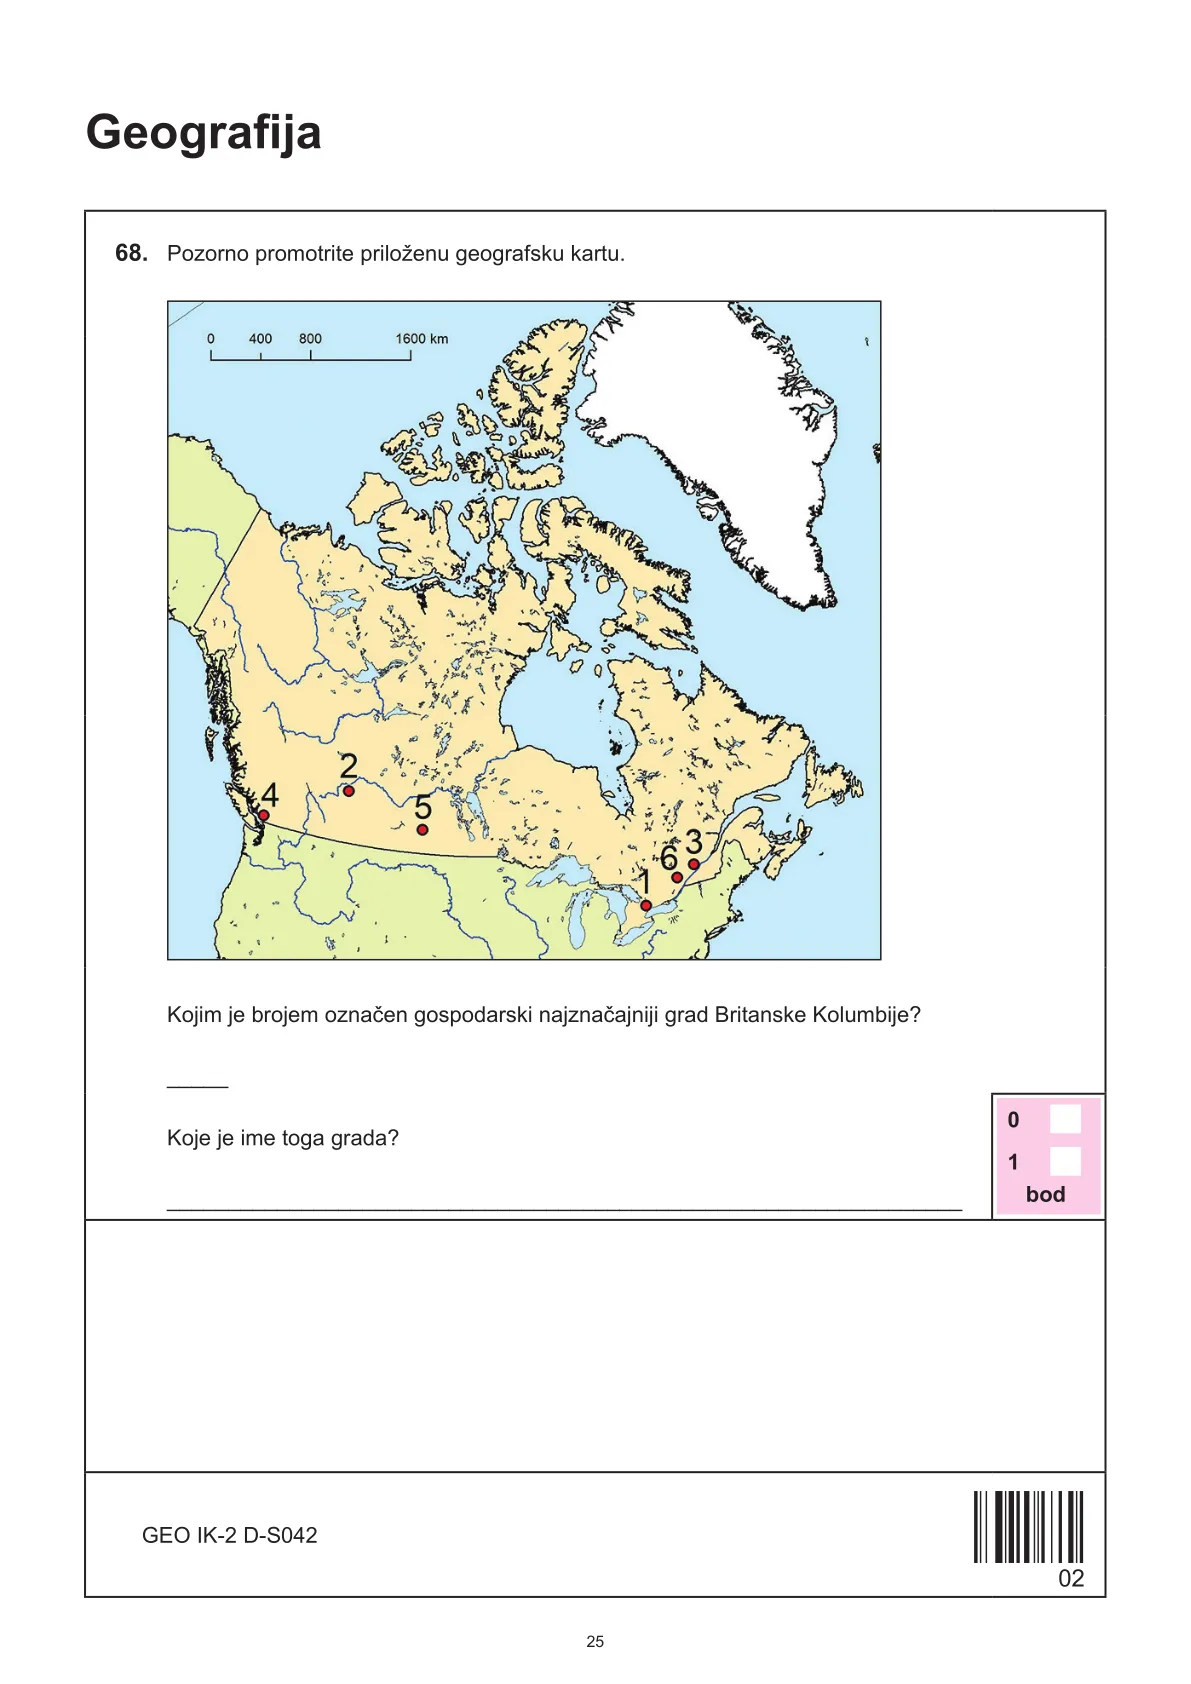 Geografija
68. Pozorno promotrite priloženu geografsku kartu.
0 400 800 1600 km
2
4
5
3
6
1
Kojim je brojem označen gospodarski najznačajniji grad Britanske Kolumbije?
_____
Koje je ime toga grada?
_________________________________________________________________
0
1
bod
GEO IK-2 D-S042
02
25